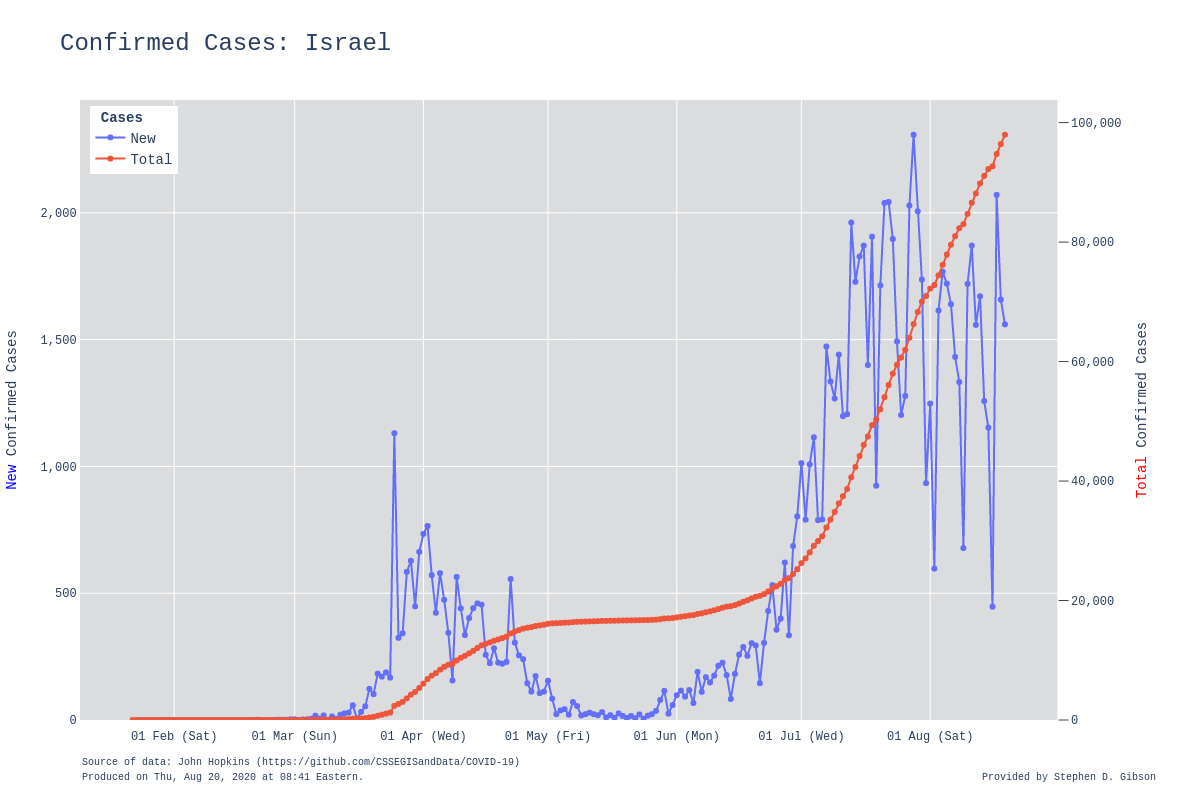 Confirmed Cases: Israel
Cases
New
Total
100,000
80,000
60,000
40,000
20,000
0
2,000
1,500
1,000
500
0
New Confirmed Cases
Total Confirmed Cases
01 Feb (Sat)
01 Mar (Sun)
01 Apr (Wed)
01 May (Fri)
01 Jun (Mon)
01 Jul (Wed)
01 Aug (Sat)
Source of data: John Hopkins (https://github.com/CSSEGISandData/COVID-19)
Produced on Thu, Aug 20, 2020 at 08:41 Eastern.
Provided by Stephen D. Gibson